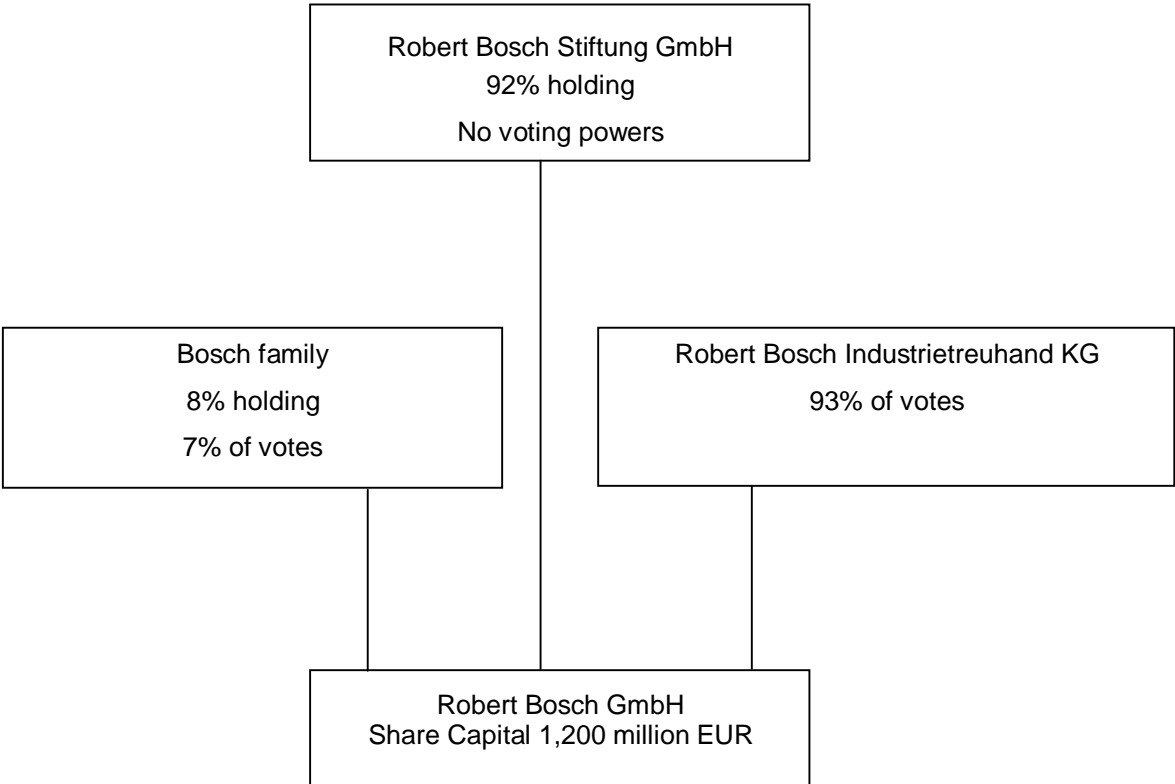 Robert Bosch Stiftung GmbH
92% holding
No voting powers
Bosch family
8% holding
7% of votes
Robert Bosch Industrietreuhand KG
93% of votes
Robert Bosch GmbH
Share Capital 1,200 million EUR